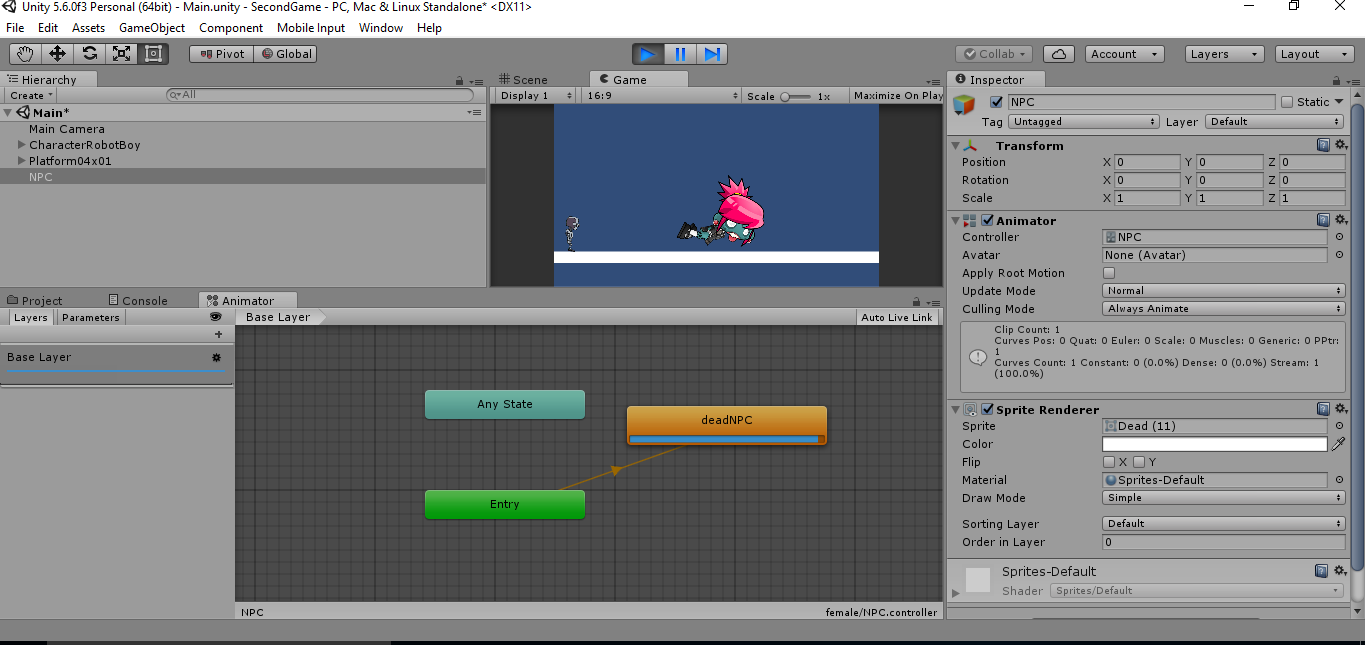 Unity 5.6.0f3 Personal (64bit) - Main.unity - SecondGame - PC, Mac & Linux Standalone* <DX11>
File Edit Assets GameObject Component Mobile Input Window Help
Pivot Global Collab Account Layers Layout
Hierarchy
Create All
Main*
Main Camera
CharacterRobotBoy
Platform04x01
NPC
Scene Game
Display 1 16:9 Scale 1x Maximize On Play
Project Console Animator
Layers Parameters Base Layer Auto Live Link
+
Base Layer
Any State
deadNPC
Entry
NPC female/NPC.controller
Inspector
NPC Static
Tag Untagged Layer Default
Transform
Position X 0 Y 0 Z 0
Rotation X 0 Y 0 Z 0
Scale X 1 Y 1 Z 1
Animator
Controller NPC
Avatar None (Avatar)
Apply Root Motion
Update Mode Normal
Culling Mode Always Animate
Clip Count: 1
Curves Pos: 0 Quat: 0 Euler: 0 Scale: 0 Muscles: 0 Generic: 0 PPtr:
1
Curves Count: 1 Constant: 0 (0.0%) Dense: 0 (0.0%) Stream: 1
(100.0%)
Sprite Renderer
Sprite Dead (11)
Color
Flip X Y
Material Sprites-Default
Draw Mode Simple
Sorting Layer Default
Order in Layer 0
Sprites-Default
Shader Sprites/Default